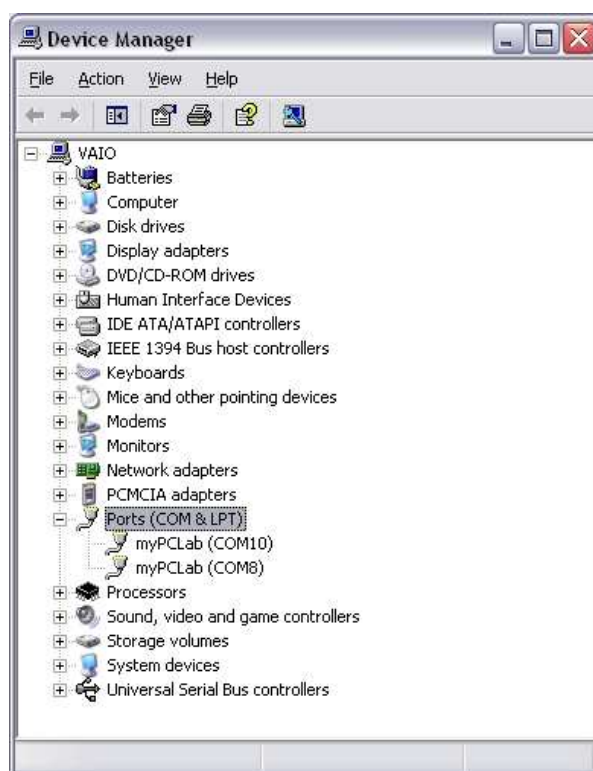 Device Manager
File Action View Help
VAIO
Batteries
Computer
Disk drives
Display adapters
DVD/CD-ROM drives
Human Interface Devices
IDE ATA/ATAPI controllers
IEEE 1394 Bus host controllers
Keyboards
Mice and other pointing devices
Modems
Monitors
Network adapters
PCMCIA adapters
Ports (COM & LPT)
myPCLab (COM10)
myPCLab (COM8)
Processors
Sound, video and game controllers
Storage volumes
System devices
Universal Serial Bus controllers